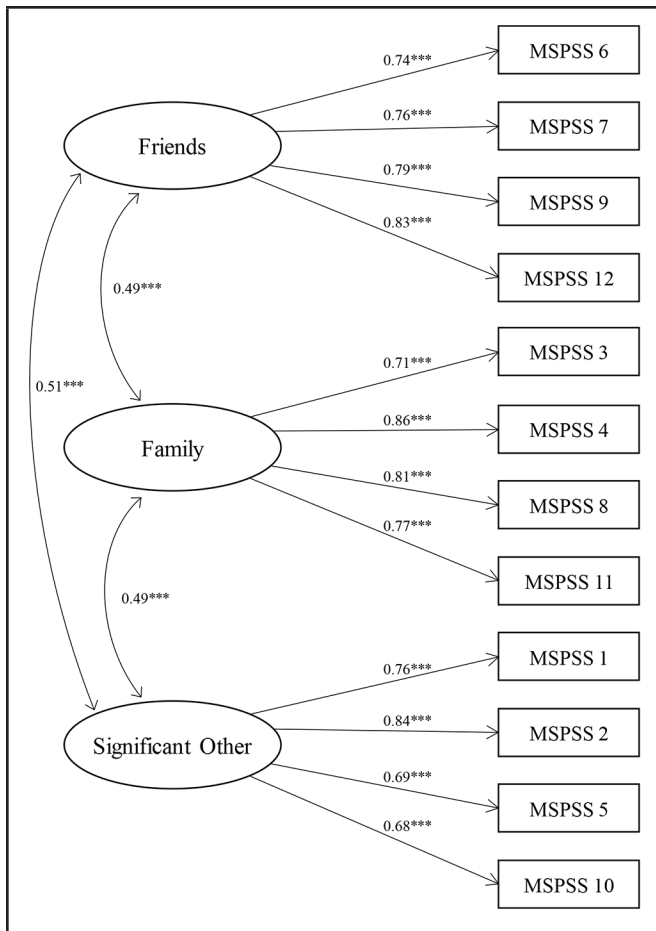 MSPSS 6
0.74***
MSPSS 7
0.76***
Friends
MSPSS 9
0.79***
MSPSS 12
0.83***
0.49***
MSPSS 3
0.71***
0.51***
MSPSS 4
0.86***
Family
MSPSS 8
0.81***
MSPSS 11
0.77***
0.49***
MSPSS 1
0.76***
MSPSS 2
0.84***
Significant Other
MSPSS 5
0.69***
MSPSS 10
0.68***